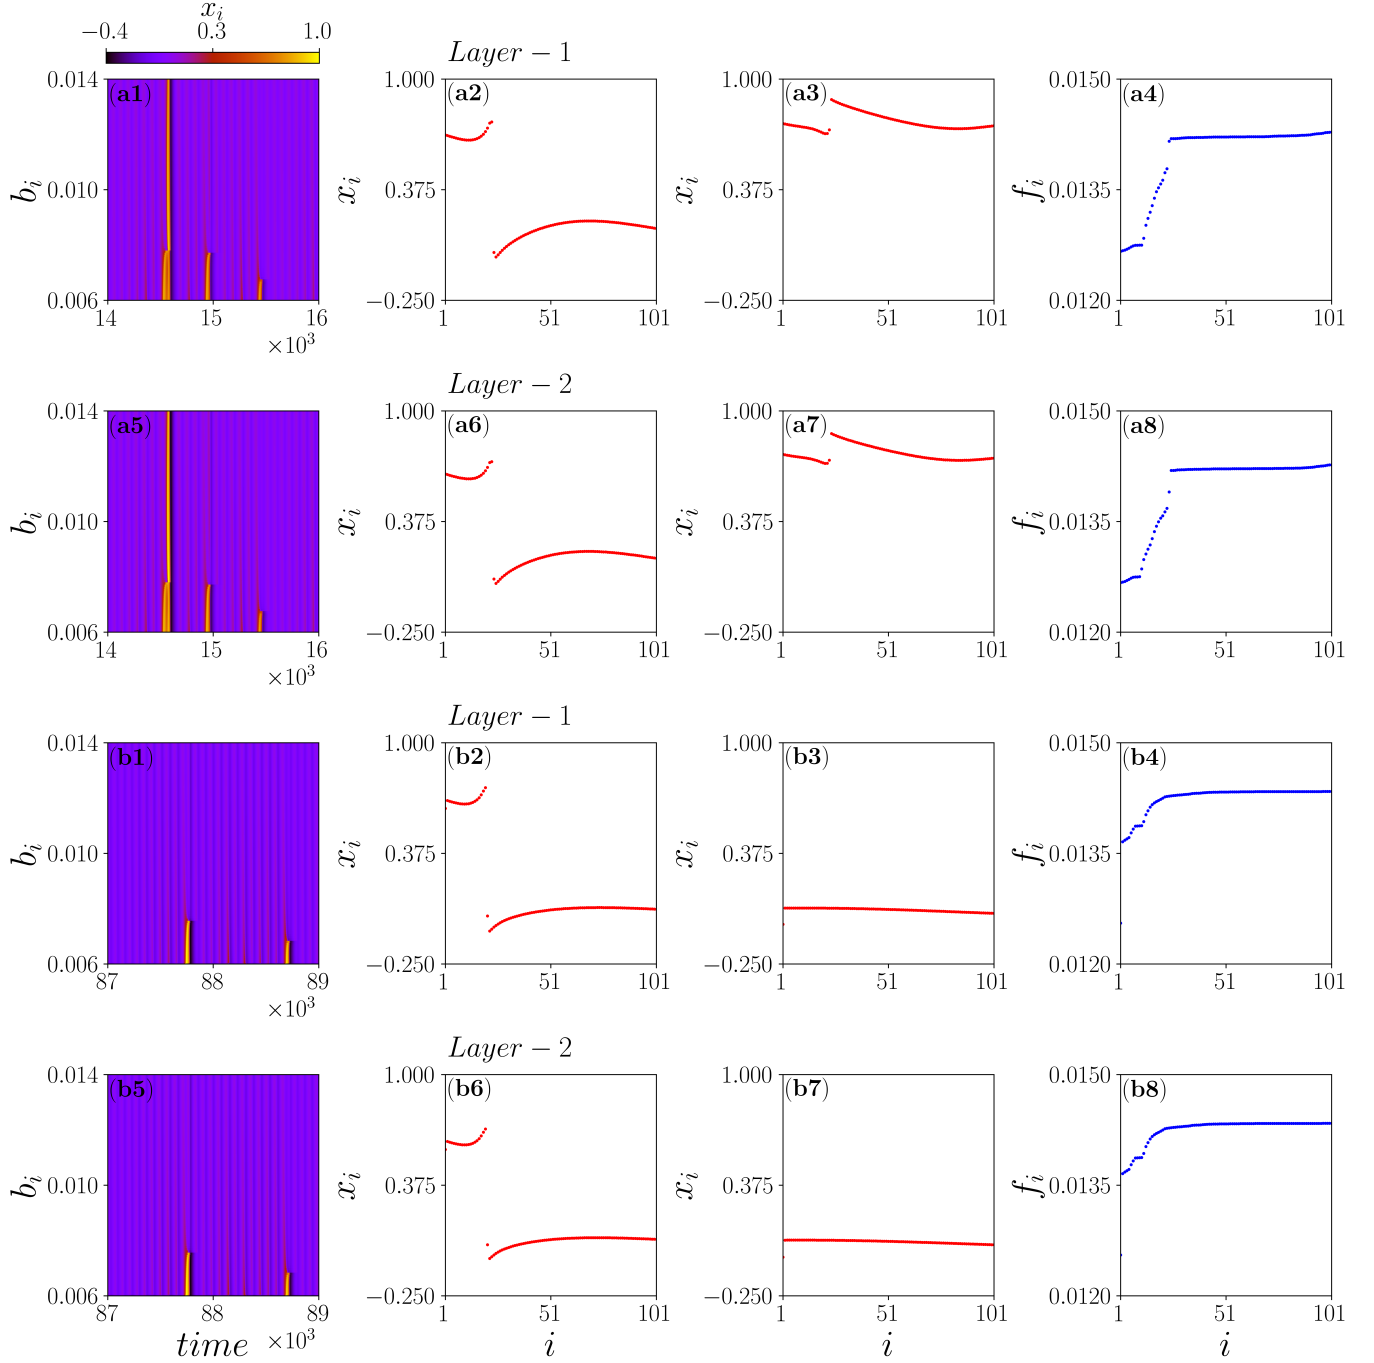 x_i
−0.4 0.3 1.0
Layer − 1
(a1) (a2) (a3) (a4)
0.014 1.000 1.000 0.0150
b_i 0.010 x_i 0.375 x_i 0.375 f_i 0.0135
0.006 −0.250 −0.250 0.0120
14 15 16 1 51 101 1 51 101 1 51 101
×10³
Layer − 2
(a5) (a6) (a7) (a8)
0.014 1.000 1.000 0.0150
b_i 0.010 x_i 0.375 x_i 0.375 f_i 0.0135
0.006 −0.250 −0.250 0.0120
14 15 16 1 51 101 1 51 101 1 51 101
×10³
Layer − 1
(b1) (b2) (b3) (b4)
0.014 1.000 1.000 0.0150
b_i 0.010 x_i 0.375 x_i 0.375 f_i 0.0135
0.006 −0.250 −0.250 0.0120
87 88 89 1 51 101 1 51 101 1 51 101
×10³
Layer − 2
(b5) (b6) (b7) (b8)
0.014 1.000 1.000 0.0150
b_i 0.010 x_i 0.375 x_i 0.375 f_i 0.0135
0.006 −0.250 −0.250 0.0120
87 88 89 1 51 101 1 51 101 1 51 101
time ×10³ i i i